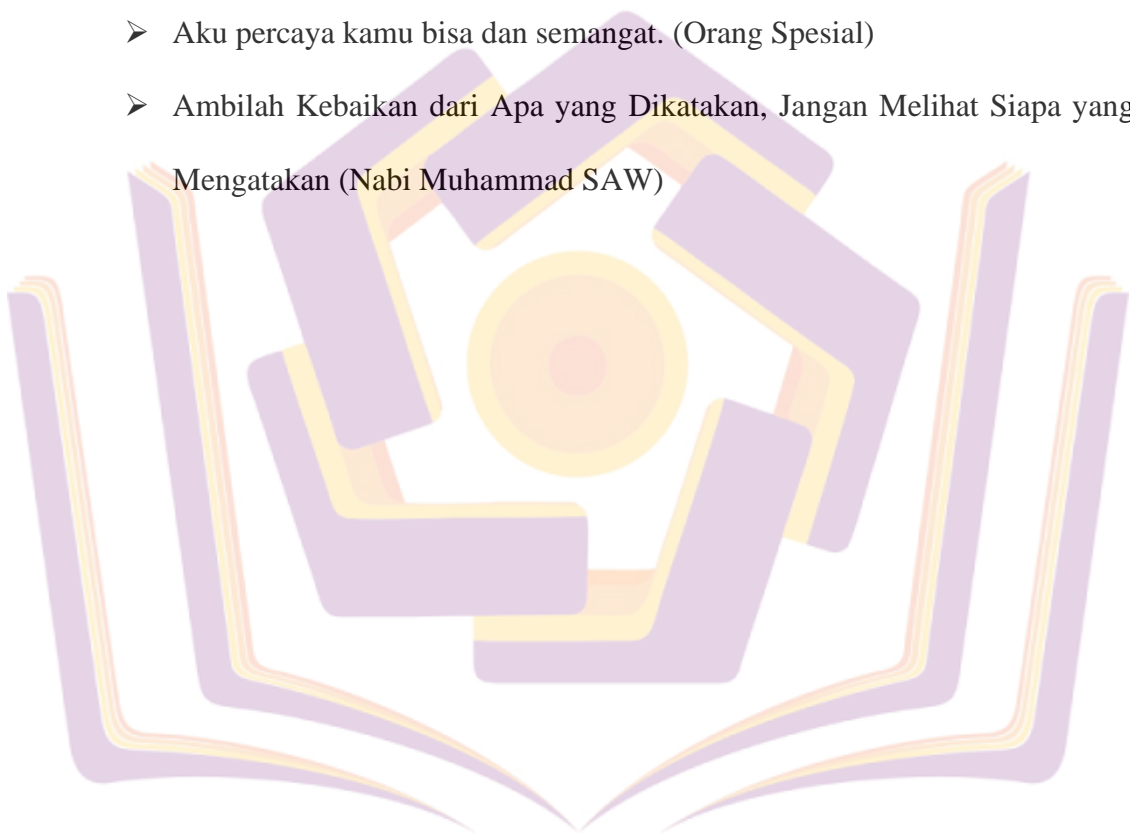 ➢ Aku percaya kamu bisa dan semangat. (Orang Spesial)
➢ Ambilah Kebaikan dari Apa yang Dikatakan, Jangan Melihat Siapa yang
Mengatakan (Nabi Muhammad SAW)